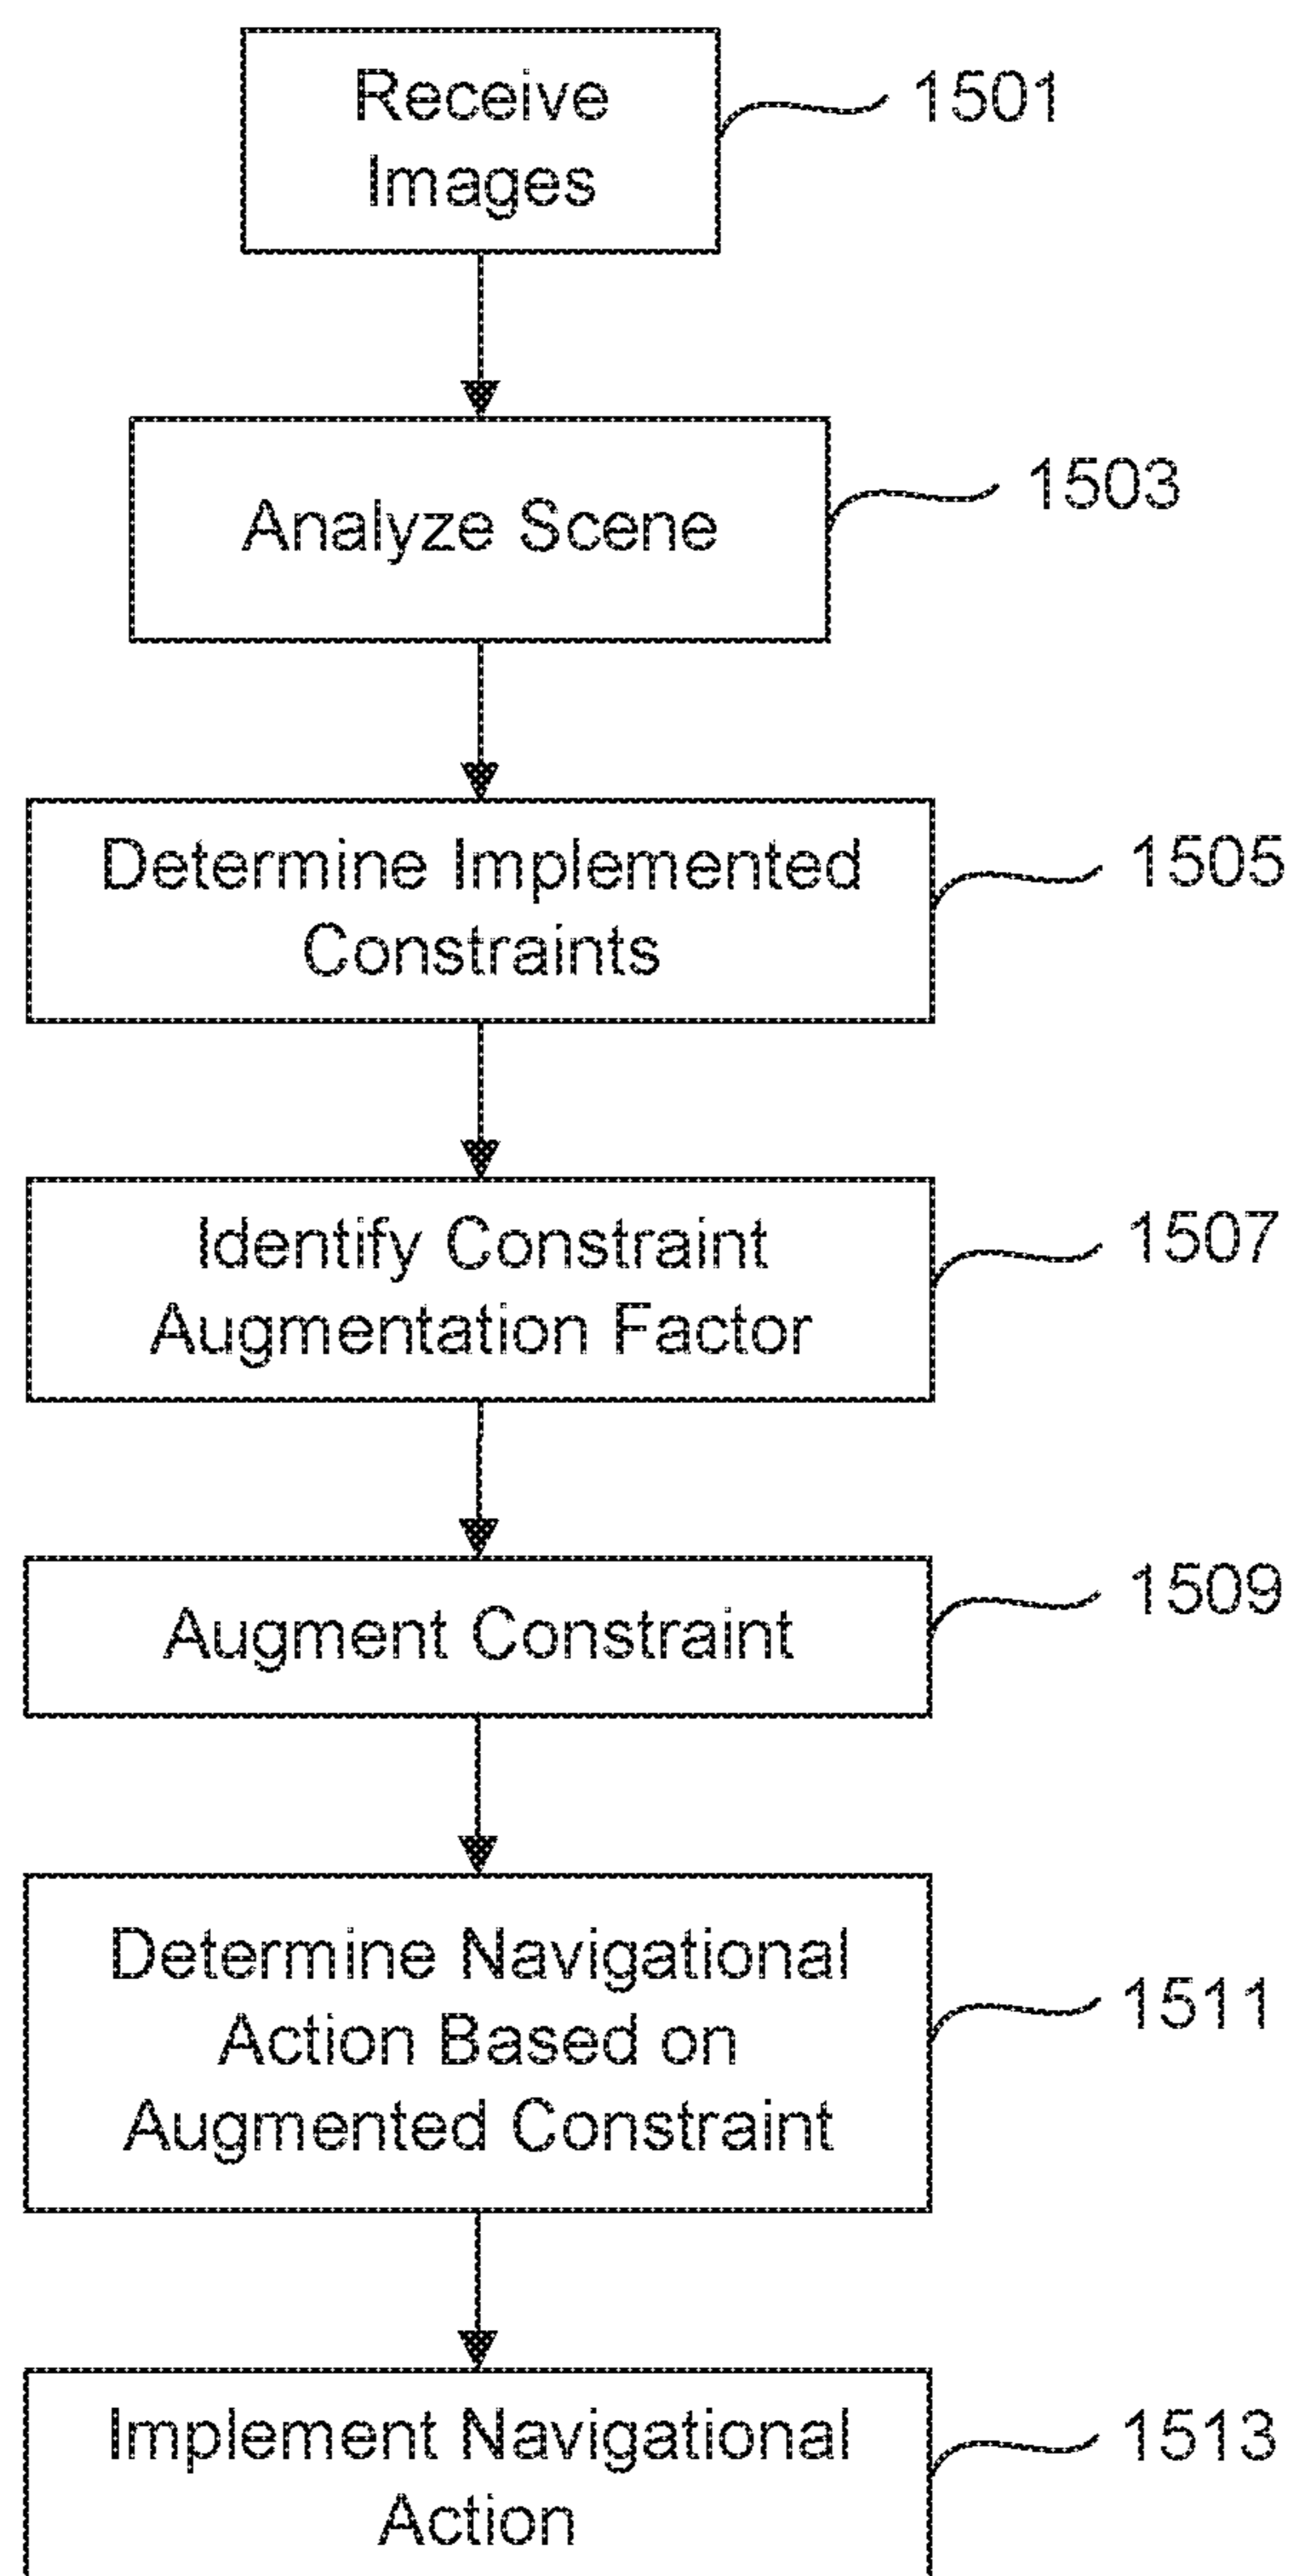 Receive
Images
1501
Analyze Scene
1503
Determine Implemented
Constraints
1505
Identify Constraint
Augmentation Factor
1507
Augment Constraint
1509
Determine Navigational
Action Based on
Augmented Constraint
1511
Implement Navigational
Action
1513